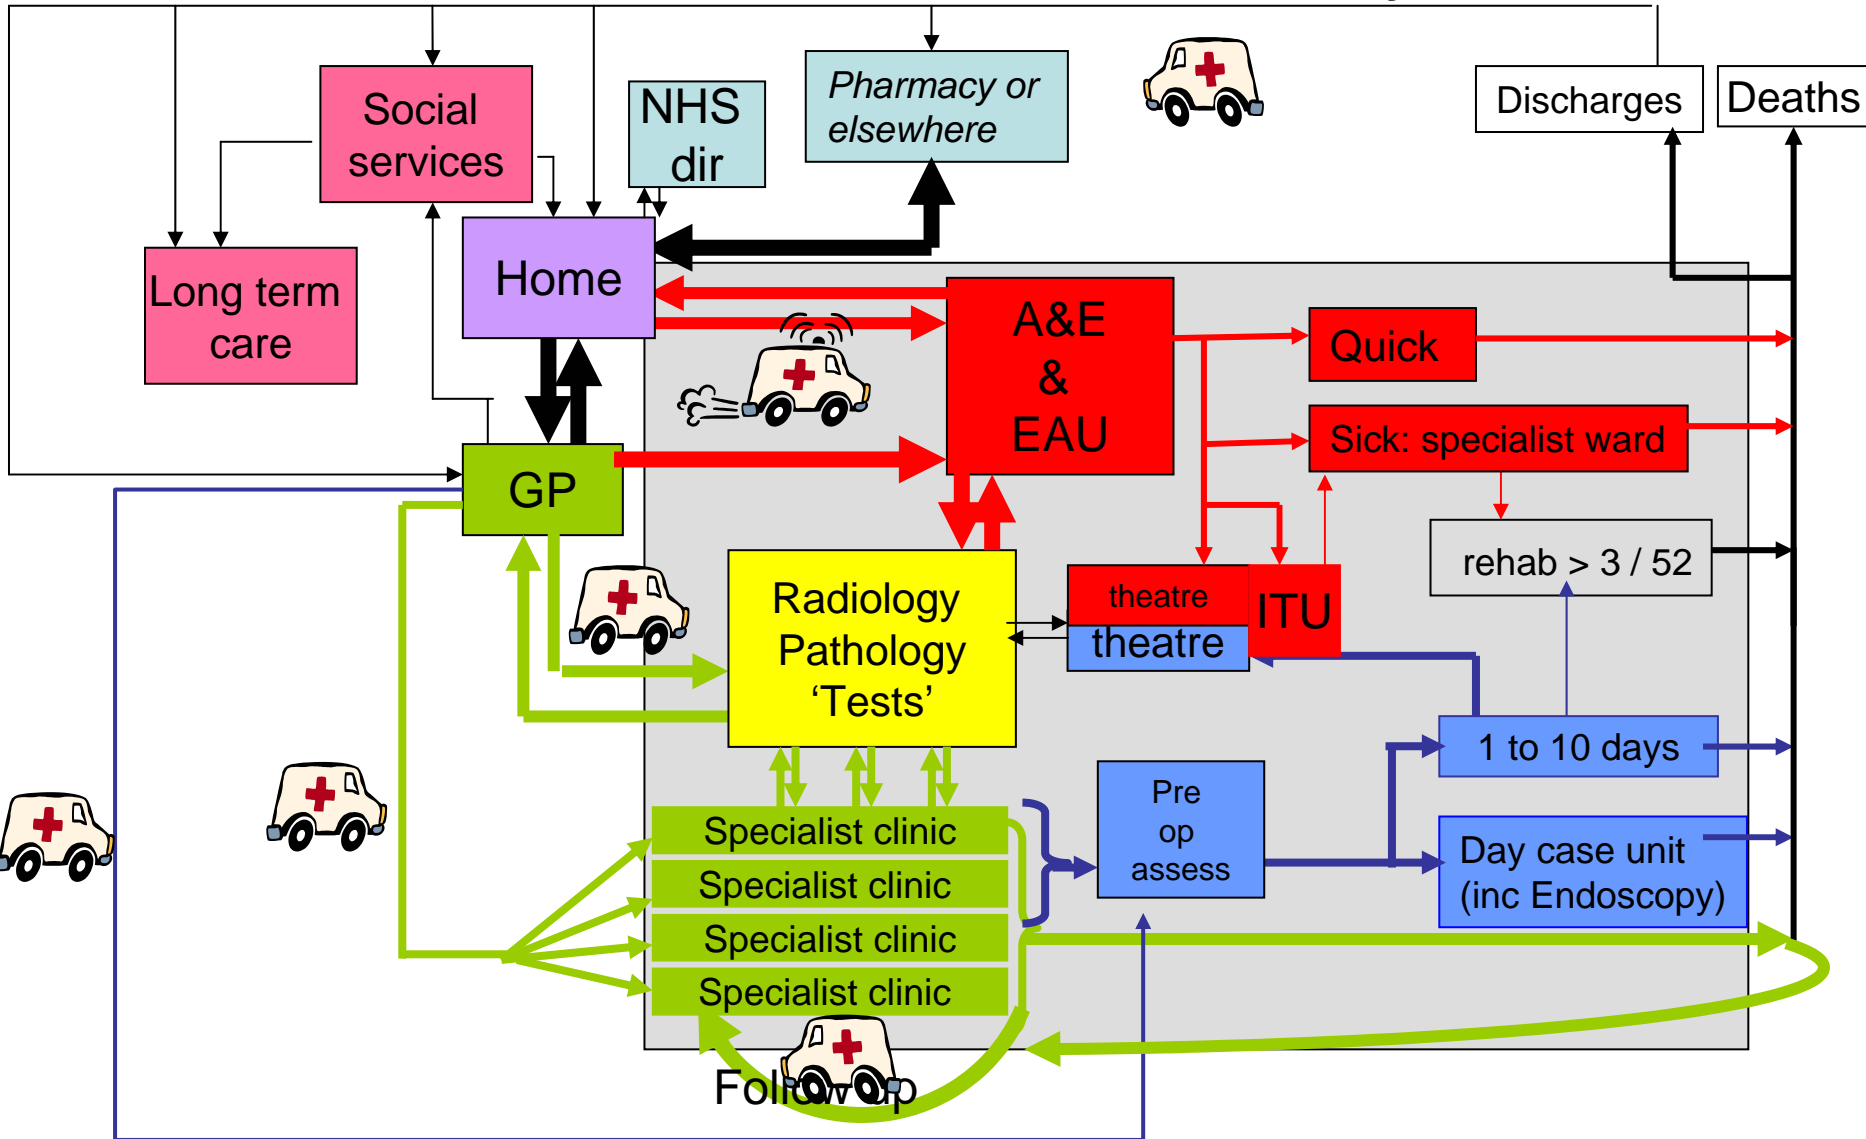 Social
services
NHS
dir
Pharmacy or
elsewhere
Discharges
Deaths
Long term
care
Home
A&E
&
EAU
Quick
Sick: specialist ward
GP
rehab > 3 / 52
Radiology
Pathology
‘Tests’
theatre
theatre
ITU
1 to 10 days
Pre
op
assess
Day case unit
(inc Endoscopy)
Specialist clinic
Specialist clinic
Specialist clinic
Specialist clinic
Follow up